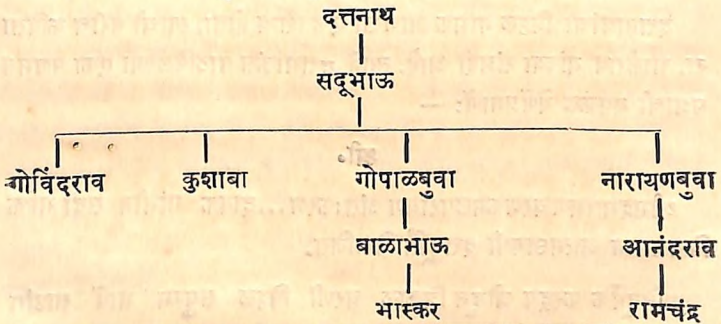 दत्तनाथ
सदूभाऊ
गोविंदराव कुशाबा गोपाळबुवा नारायणबुवा
बाळाभाऊ आनंदराव
भास्कर रामचंद्र